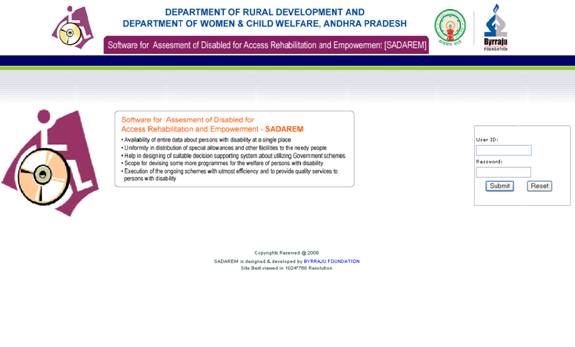 DEPARTMENT OF RURAL DEVELOPMENT AND
DEPARTMENT OF WOMEN & CHILD WELFARE, ANDHRA PRADESH
Software for Assesment of Disabled for Access Rehabilitation and Empowerment [SADAREM]
Byrraju
FOUNDATION
Software for Assesment of Disabled for
Access Rehabilitation and Empowement - SADAREM
• Availability of entire data about persons with disability at a single place
• Uniformity in distribution of special allowances and other facilities to the needy people
• Help in designing of suitable decision supporting system about utilizing Government schemes
• Scope for devising some more programmes for the welfare of persons with disability
• Execution of the ongoing schemes with utmost efficiency and to provide quality services to
persons with disability
User ID:
Password:
Submit Reset
Copyrights Reserved @ 2008
SADAREM is designed & developed by BYRRAJU FOUNDATION
Site Best viewed in 1024*768 Resolution